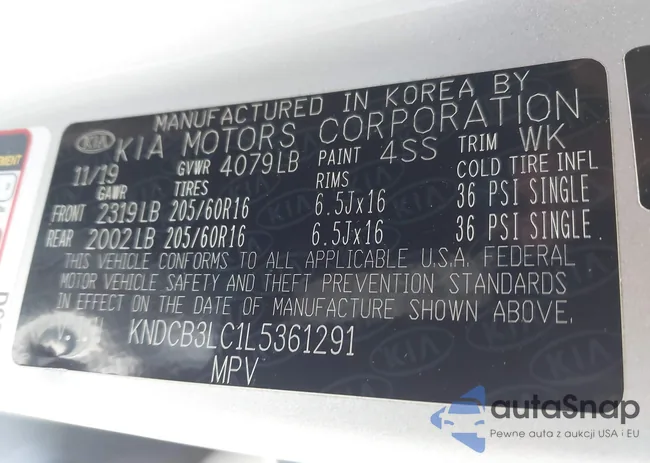 MANUFACTURED IN KOREA BY
KIA KIA MOTORS CORPORATION
11/19 GVWR 4079LB PAINT 4SS TRIM WK
GAWR TIRES RIMS COLD TIRE INFL
FRONT 2319LB 205/60R16 6.5Jx16 36 PSI SINGLE
REAR 2002LB 205/60R16 6.5Jx16 36 PSI SINGLE
THIS VEHICLE CONFORMS TO ALL APPLICABLE U.S.A. FEDERAL
MOTOR VEHICLE SAFETY AND THEFT PREVENTION STANDARDS
IN EFFECT ON THE DATE OF MANUFACTURE SHOWN ABOVE.
KNDCB3LC1L5361291
MPV
autaSnap
Pewne auta z aukcji USA i EU